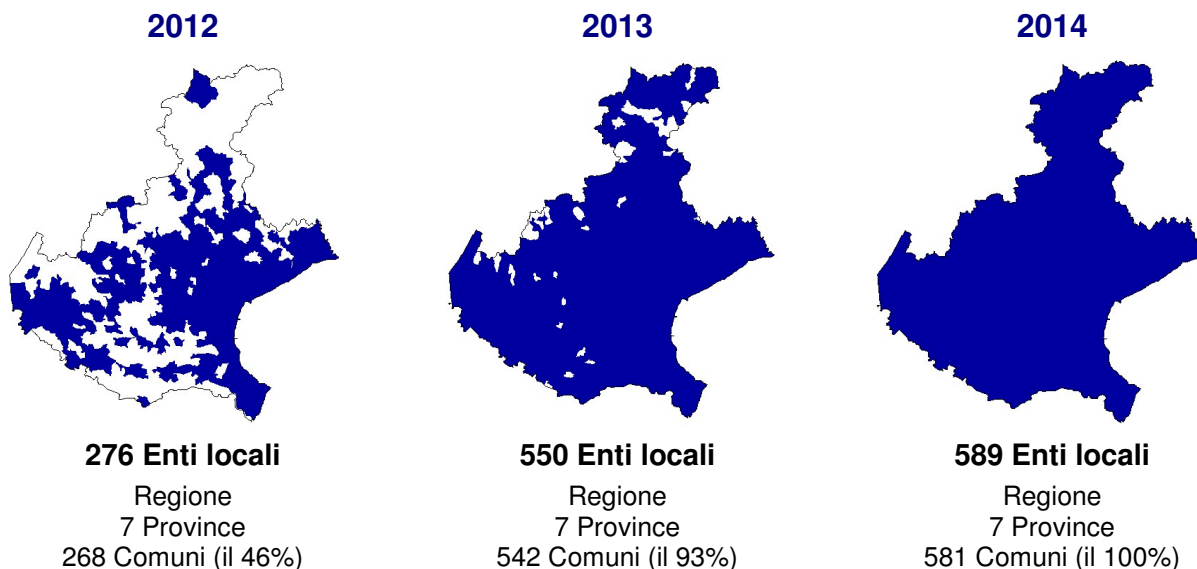 2012
2013
2014
276 Enti locali
550 Enti locali
589 Enti locali
Regione
Regione
Regione
7 Province
7 Province
7 Province
268 Comuni (il 46%)
542 Comuni (il 93%)
581 Comuni (il 100%)